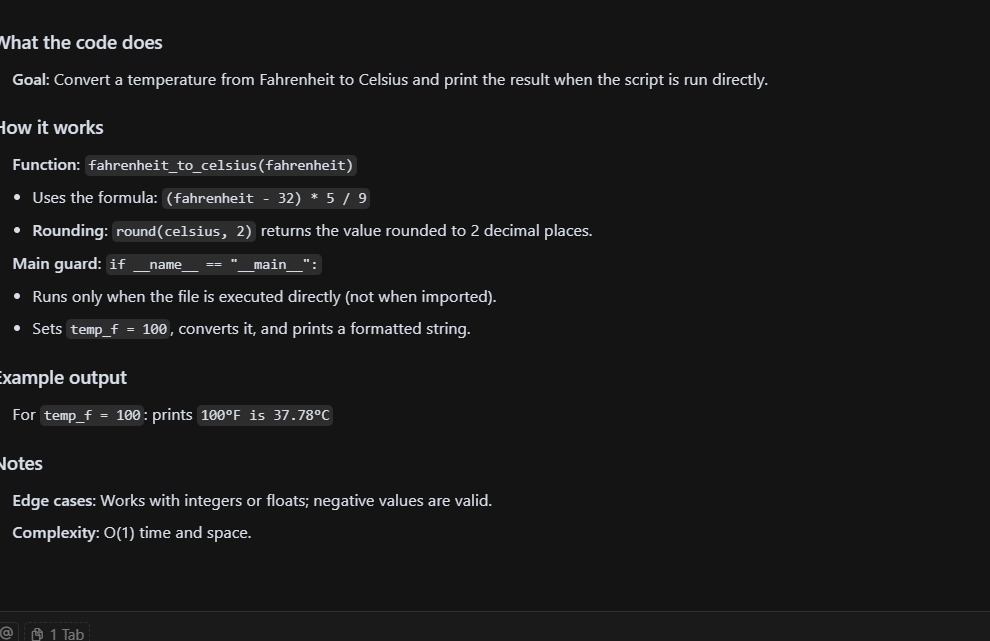 What the code does
Goal: Convert a temperature from Fahrenheit to Celsius and print the result when the script is run directly.
How it works
Function: fahrenheit_to_celsius(fahrenheit)
• Uses the formula: (fahrenheit - 32) * 5 / 9
• Rounding: round(celsius, 2) returns the value rounded to 2 decimal places.
Main guard: if __name__ == "__main__":
• Runs only when the file is executed directly (not when imported).
• Sets temp_f = 100, converts it, and prints a formatted string.
Example output
For temp_f = 100: prints 100°F is 37.78°C
Notes
Edge cases: Works with integers or floats; negative values are valid.
Complexity: O(1) time and space.
@ 1 Tab